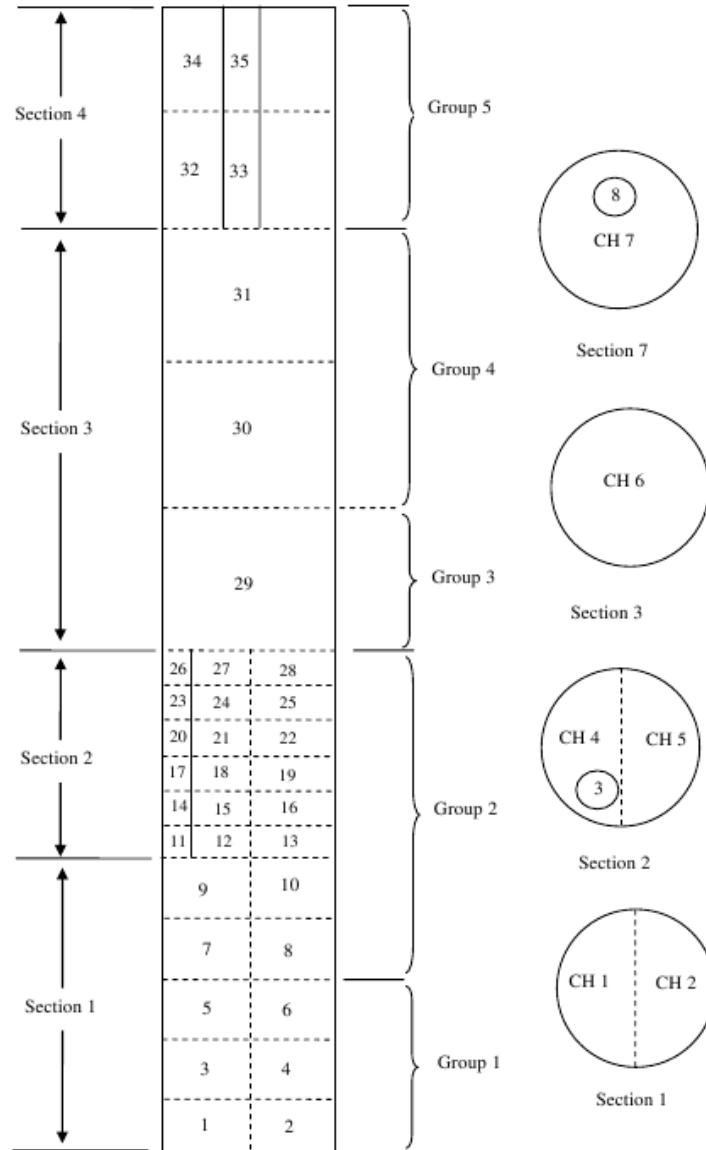 34 35
Section 4
Group 5
32 33
8
CH 7
31
Section 7
Group 4
Section 3
30
CH 6
29
Group 3
Section 3
26 27 28
23 24 25
20 21 22
CH 4 CH 5
Section 2
17 18 19
3
14 15 16
Group 2
11 12 13
Section 2
9 10
7 8
CH 1 CH 2
Section 1
5 6
3 4
Group 1
Section 1
1 2